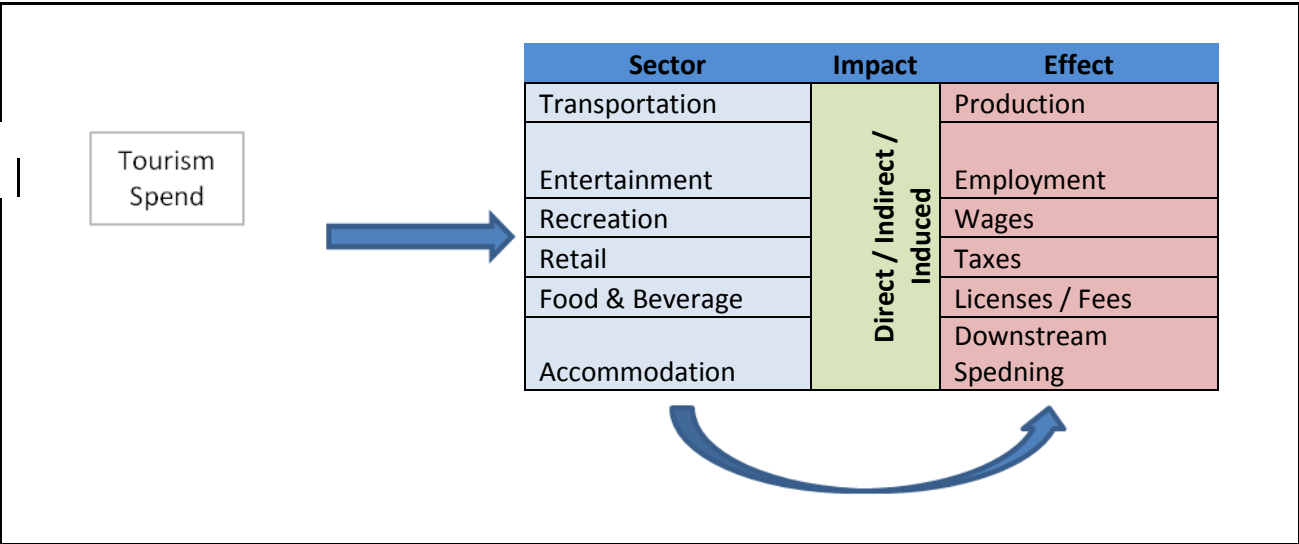 Tourism
Spend
Sector Impact Effect
Transportation
Entertainment
Recreation
Retail
Food & Beverage
Accommodation
Direct / Indirect /
Induced
Production
Employment
Wages
Taxes
Licenses / Fees
Downstream
Spedning